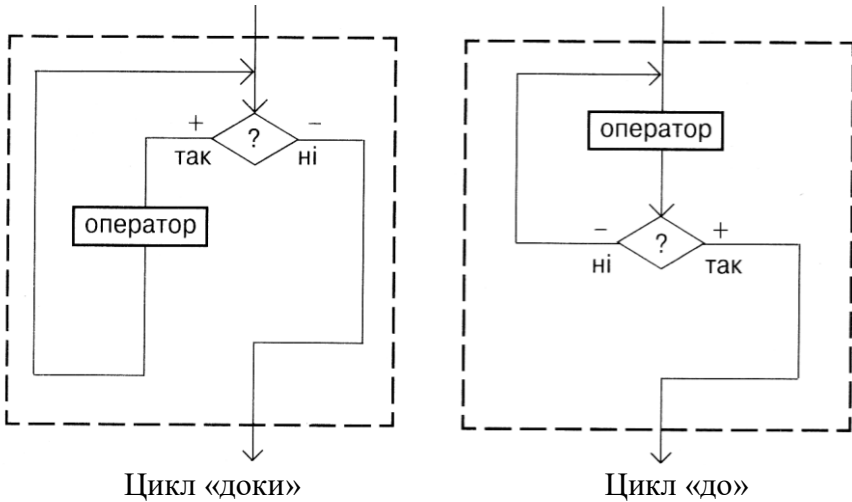 + ? −
так ні
оператор
Цикл «доки»
оператор
− ? +
ні так
Цикл «до»